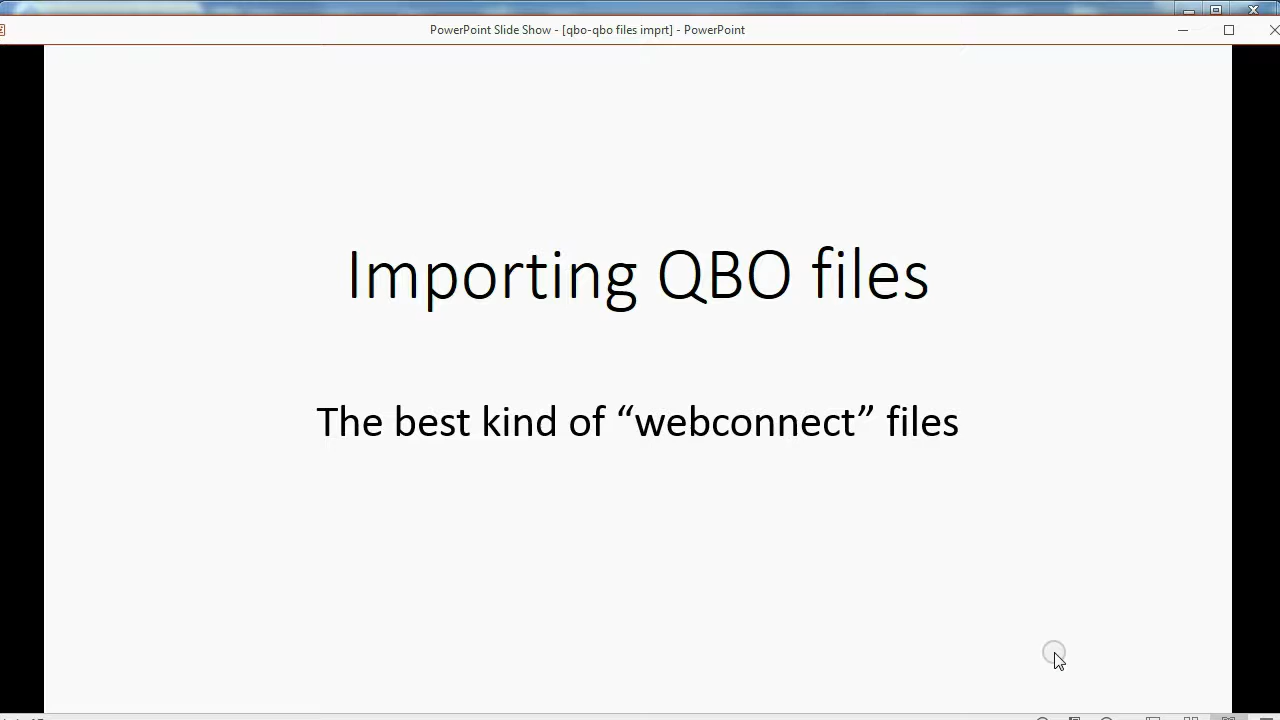 PowerPoint Slide Show - [qbo-qbo files imprt] - PowerPoint
Importing QBO files
The best kind of “webconnect” files